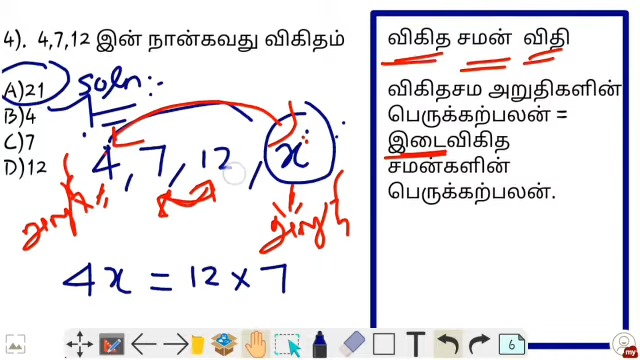 4). 4,7,12 இன் நான்கவது விகிதம்
A)21
soln:-
B)4
C)7
D)12
4, 7, 12, x
4x = 12 × 7
விகித சமன் விதி
விகிதசம அறுதிகளின்
பெருக்கற்பலன் =
இடைவிகித
சமன்களின்
பெருக்கற்பலன்.
T
6
my